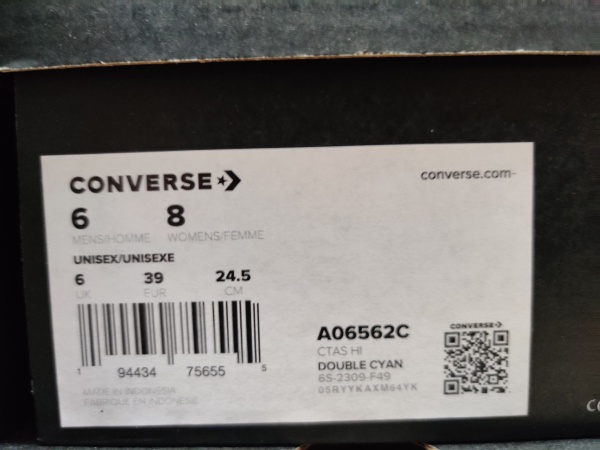 CONVERSE
converse.com
6 8
MENS/HOMME WOMENS/FEMME
UNISEX/UNISEXE
6 39 24.5
UK EUR CM
1 94434 75655 5
MADE IN INDONESIA
FABRIQUE EN INDONESIE
A06562C
CTAS HI
DOUBLE CYAN
6S-2309-F49
05RYYKAXM64YK
CONVERSE